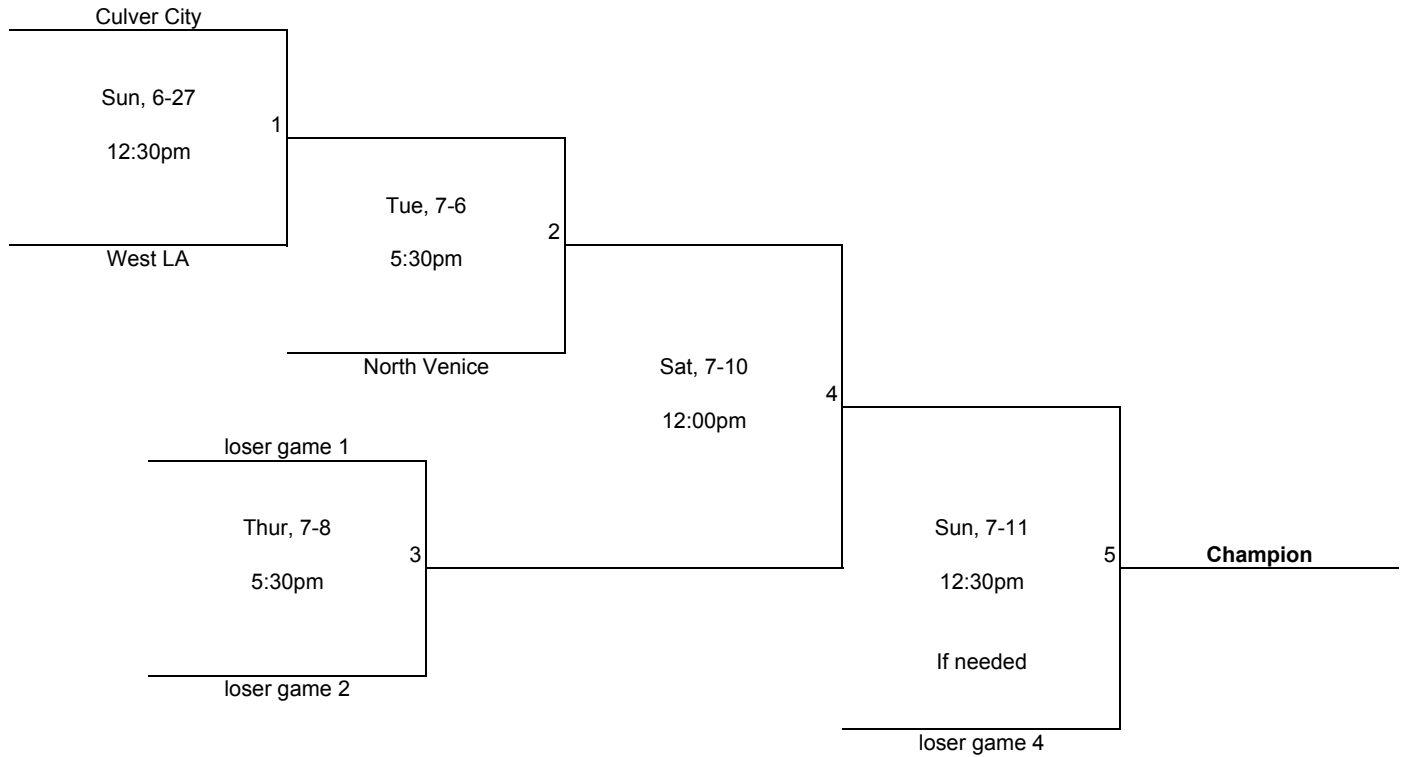 Culver City
Sun, 6-27
1
12:30pm
Tue, 7-6
2
West LA
5:30pm
North Venice
Sat, 7-10
4
12:00pm
loser game 1
Thur, 7-8
Sun, 7-11
3
5
Champion
5:30pm
12:30pm
If needed
loser game 2
loser game 4